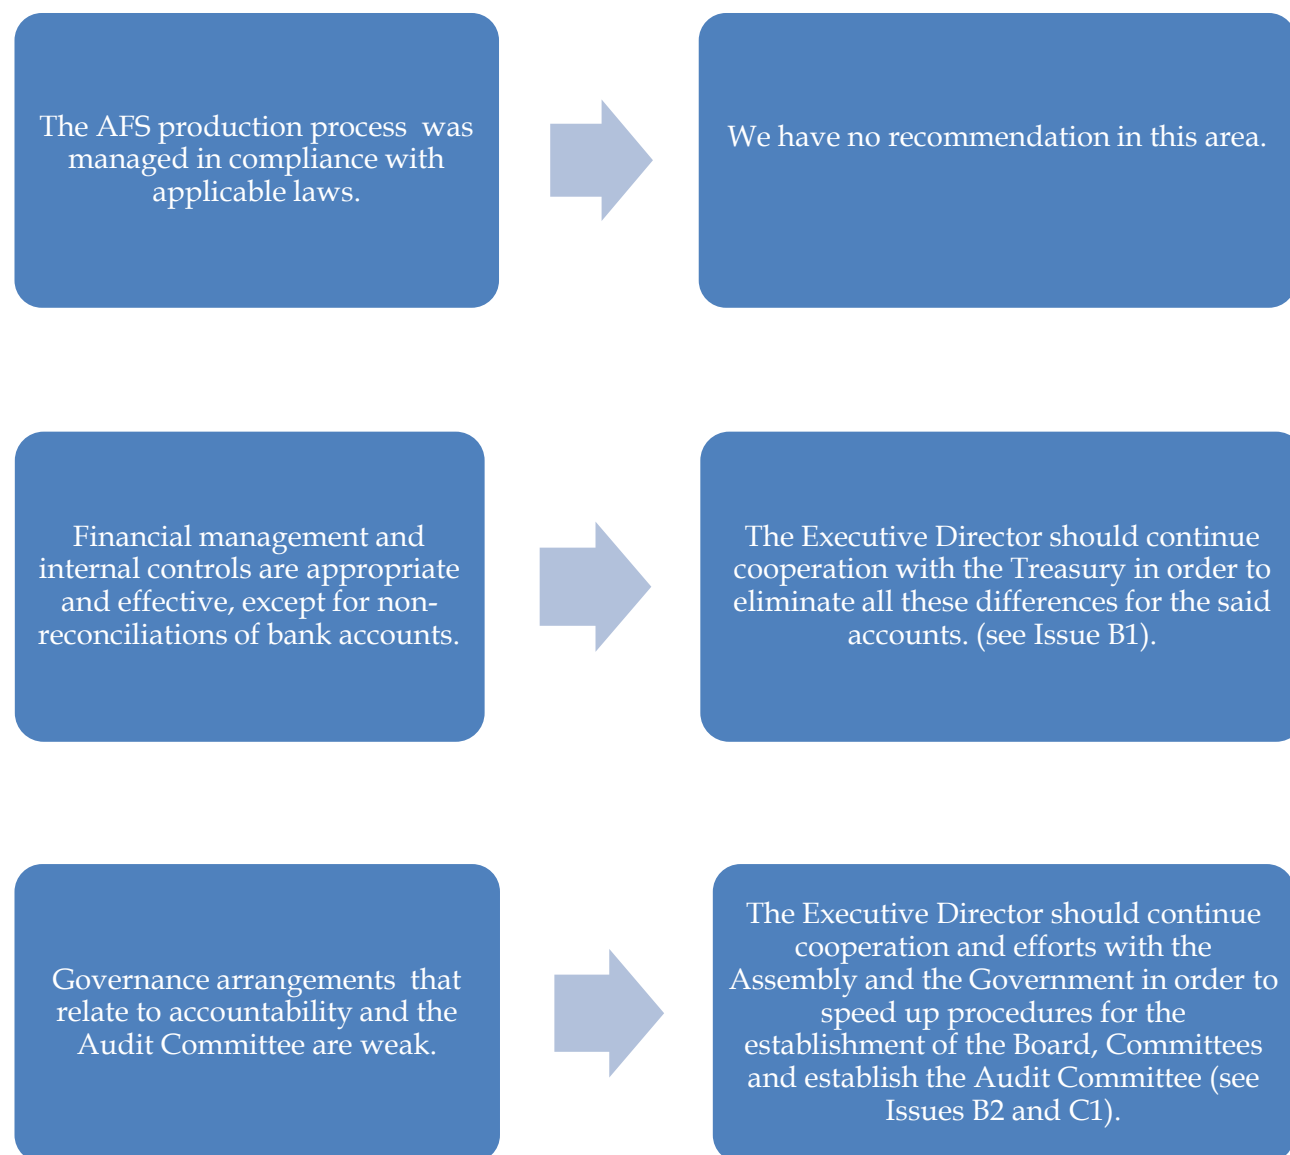 The AFS production process  was
managed in compliance with
applicable laws.
We have no recommendation in this area.
Financial management and
internal controls are appropriate
and effective, except for non-
reconciliations of bank accounts.
The Executive Director should continue
cooperation with the Treasury in order to
eliminate all these differences for the said
accounts. (see Issue B1).
Governance arrangements  that
relate to accountability and the
Audit Committee are weak.
The Executive Director should continue
cooperation and efforts with the
Assembly and the Government in order to
speed up procedures for the
establishment of the Board, Committees
and establish the Audit Committee (see
Issues B2 and C1).